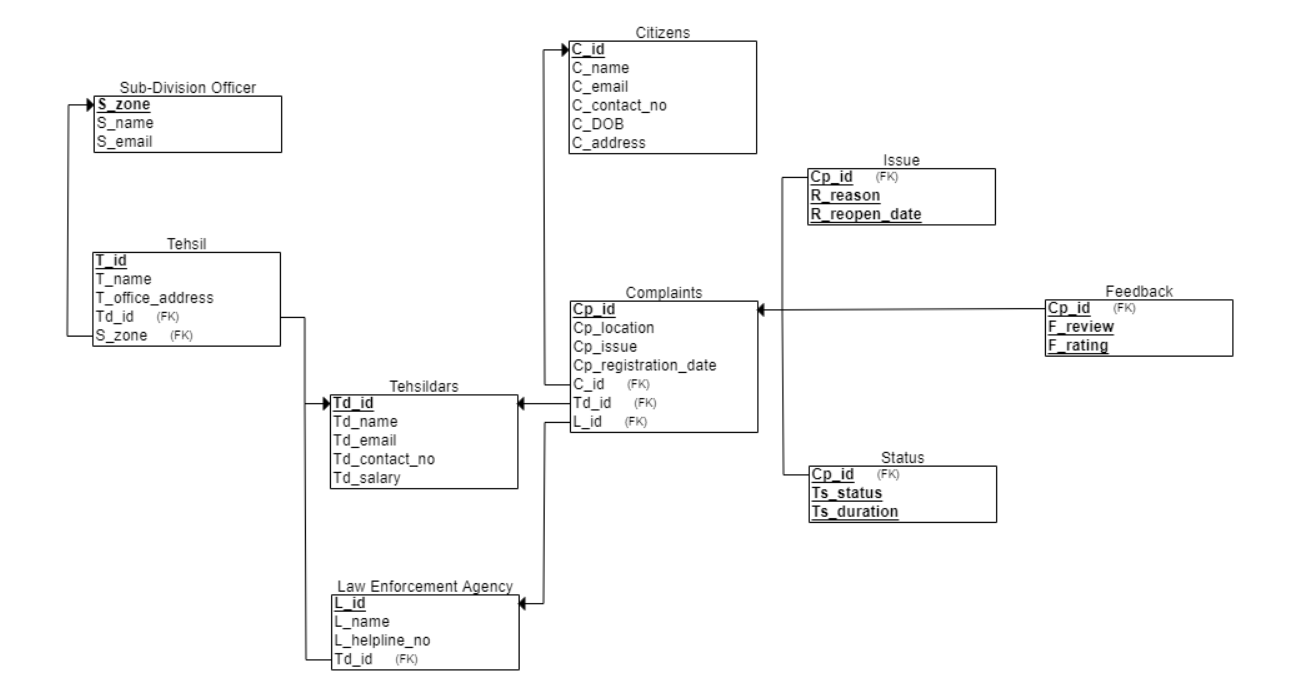 Citizens
C_id
C_name
C_email
C_contact_no
C_DOB
C_address
Sub-Division Officer
S_zone
S_name
S_email
Issue
Cp_id (FK)
R_reason
R_reopen_date
Tehsil
T_id
T_name
T_office_address
Td_id (FK)
S_zone (FK)
Complaints
Cp_id
Cp_location
Cp_issue
Cp_registration_date
C_id (FK)
Td_id (FK)
L_id (FK)
Feedback
Cp_id (FK)
F_review
F_rating
Tehsildars
Td_id
Td_name
Td_email
Td_contact_no
Td_salary
Status
Cp_id (FK)
Ts_status
Ts_duration
Law Enforcement Agency
L_id
L_name
L_helpline_no
Td_id (FK)